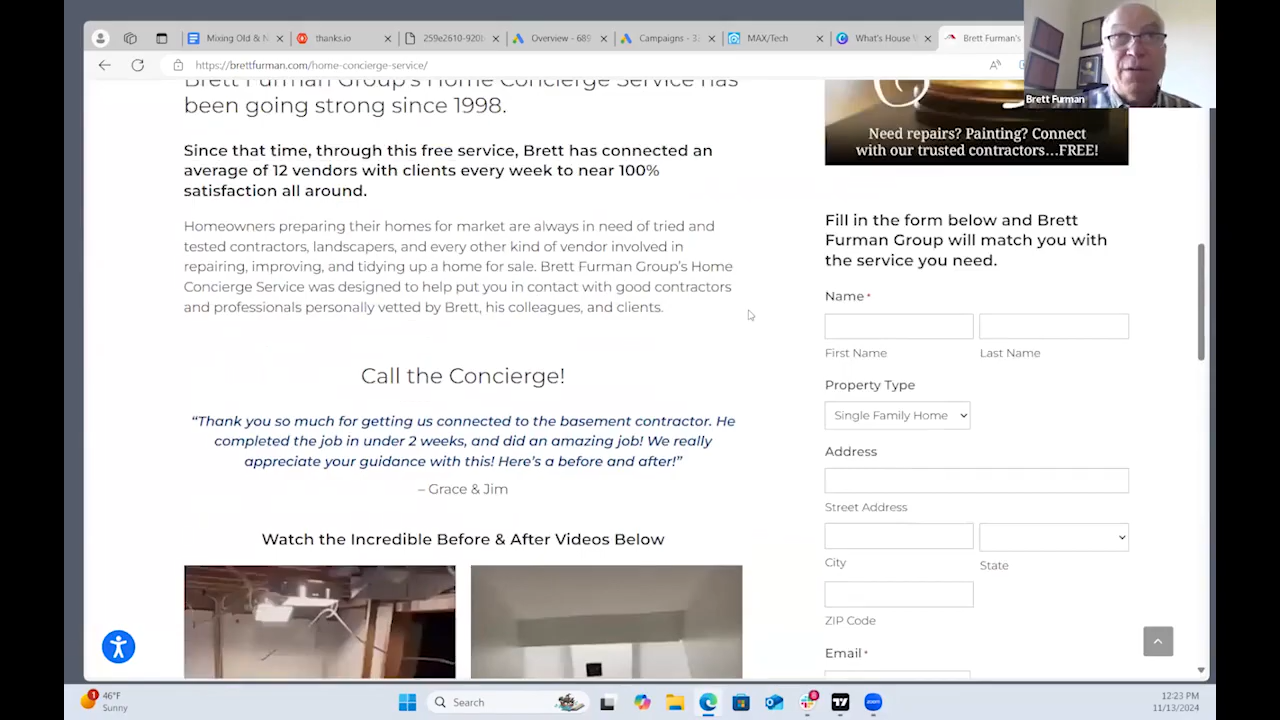 Mixing Old & N
thanks.io
259e2610-920b
Overview - 689
Campaigns - 3
MAX/Tech
What's House V
Brett Furman's
https://brettfurman.com/home-concierge-service/
Brett Furman
Brett Furman Group's Home Concierge Service has
been going strong since 1998.
Since that time, through this free service, Brett has connected an
average of 12 vendors with clients every week to near 100%
satisfaction all around.
Homeowners preparing their homes for market are always in need of tried and
tested contractors, landscapers, and every other kind of vendor involved in
repairing, improving, and tidying up a home for sale. Brett Furman Group's Home
Concierge Service was designed to help put you in contact with good contractors
and professionals personally vetted by Brett, his colleagues, and clients.
Call the Concierge!
“Thank you so much for getting us connected to the basement contractor. He
completed the job in under 2 weeks, and did an amazing job! We really
appreciate your guidance with this! Here’s a before and after!”
– Grace & Jim
Watch the Incredible Before & After Videos Below
Need repairs? Painting? Connect
with our trusted contractors...FREE!
Fill in the form below and Brett
Furman Group will match you with
the service you need.
Name *
First Name
Last Name
Property Type
Single Family Home
Address
Street Address
City
State
ZIP Code
Email *
1
46°F
Sunny
Search
6
12:23 PM
11/13/2024